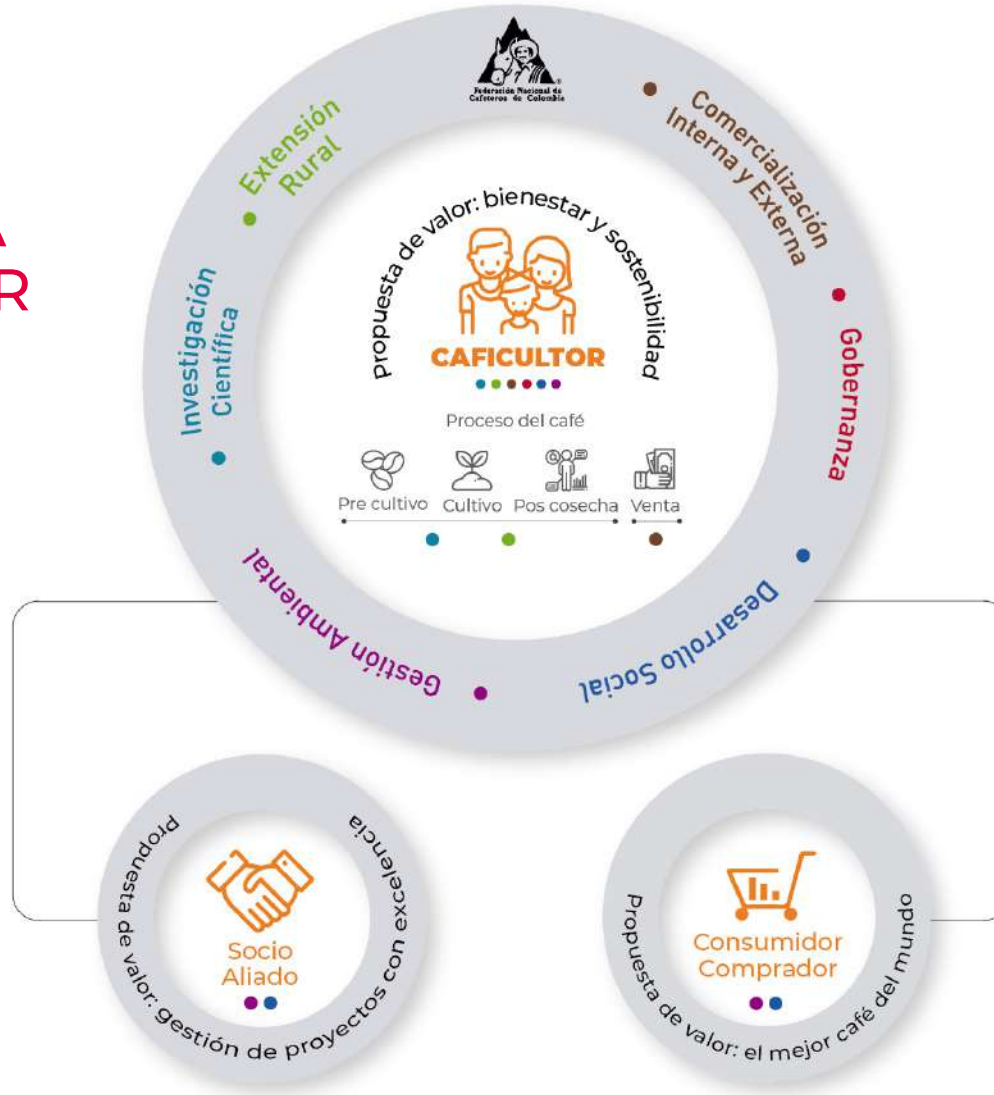 A
R
Federación Nacional de
Cafeteros de Colombia
Extensión
Rural
Comercialización
Interna y Externa
Investigación
Científica
Gobernanza
Gestión Ambiental
Desarrollo Social
Propuesta de valor: bienestar y sostenibilidad
CAFICULTOR
Proceso del café
Pre cultivo Cultivo Pos cosecha Venta
Propuesta de valor: gestión de proyectos con excelencia
Socio
Aliado
Propuesta de valor: el mejor café del mundo
Consumidor
Comprador